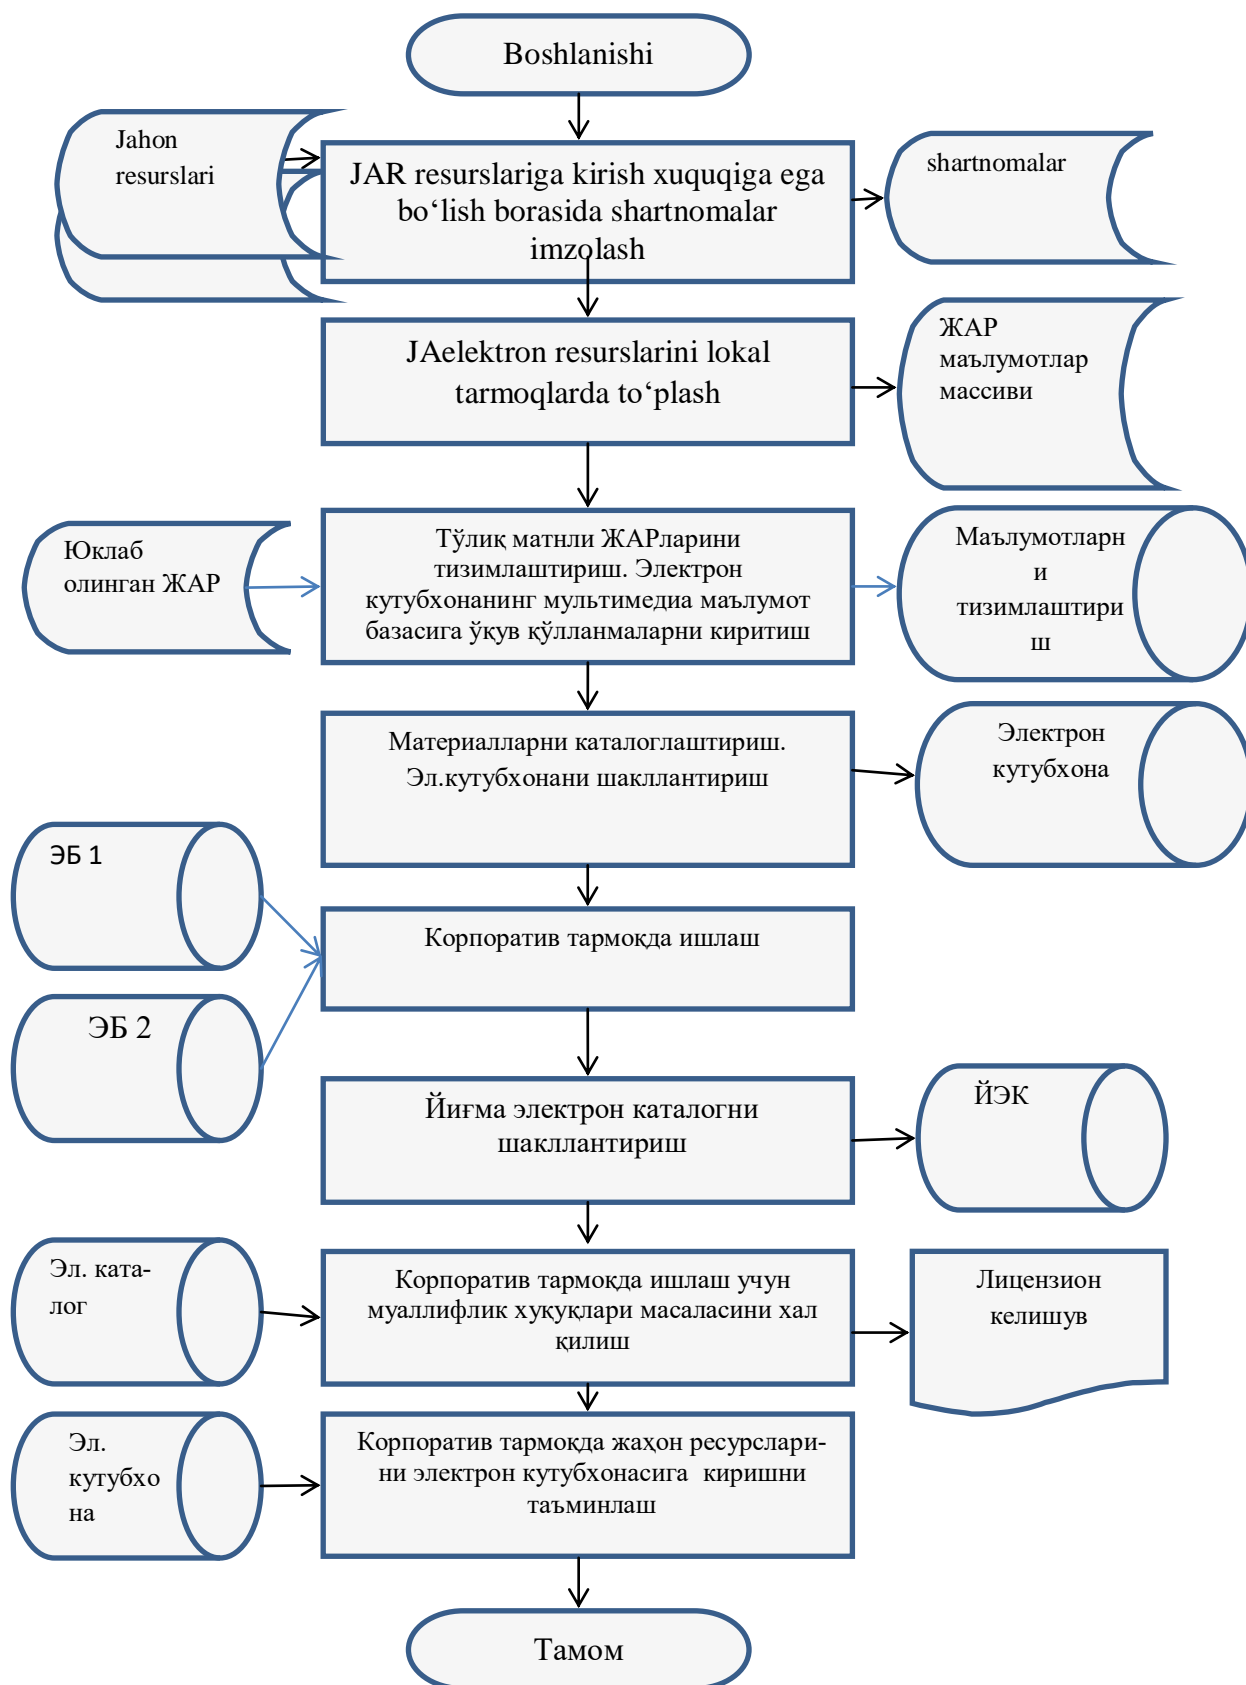 Boshlanishi
Jahon
resurslari
JAR resurslariga kirish xuquqiga ega
bo‘lish borasida shartnomalar
imzolash
shartnomalar
JAelektron resurslarini lokal
tarmoqlarda to‘plash
ЖАР
маълумотлар
массиви
Юклаб
олинган ЖАР
Тўлиқ матнли ЖАРларини
тизимлаштириш. Электрон
кутубхонанинг мультимедиа маълумот
базасига ўқув қўлланмаларни киритиш
Маълумотларн
и
тизимлаштири
ш
Материалларни каталоглаштириш.
Эл.кутубхонани шакллантириш
Электрон
кутубхона
ЭБ 1
Корпоратив тармоқда ишлаш
ЭБ 2
Йиғма электрон каталогни
шакллантириш
ЙЭК
Эл. ката-
лог
Корпоратив тармоқда ишлаш учун
муаллифлик хуқуқлари масаласини хал
қилиш
Лицензион
келишув
Эл.
кутубхо
на
Корпоратив тармоқда жаҳон ресурслари-
ни электрон кутубхонасига киришни
таъминлаш
Тамом